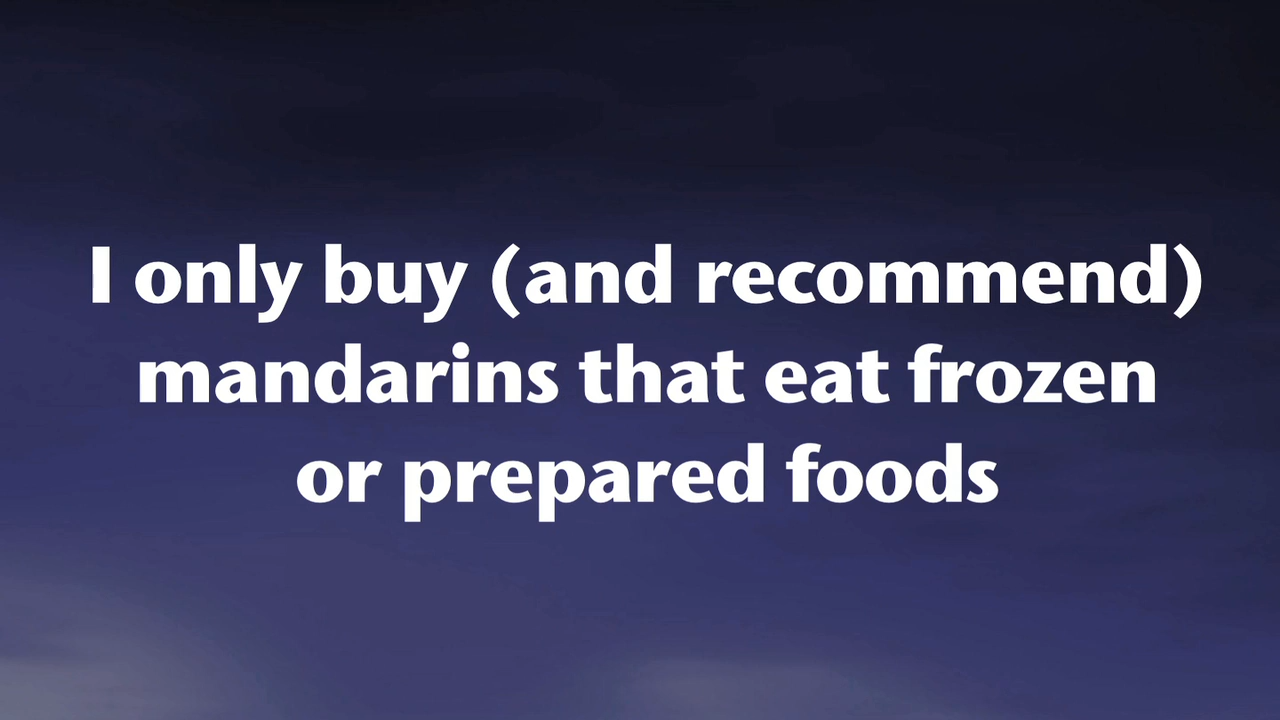 I only buy (and recommend)
mandarins that eat frozen
or prepared foods